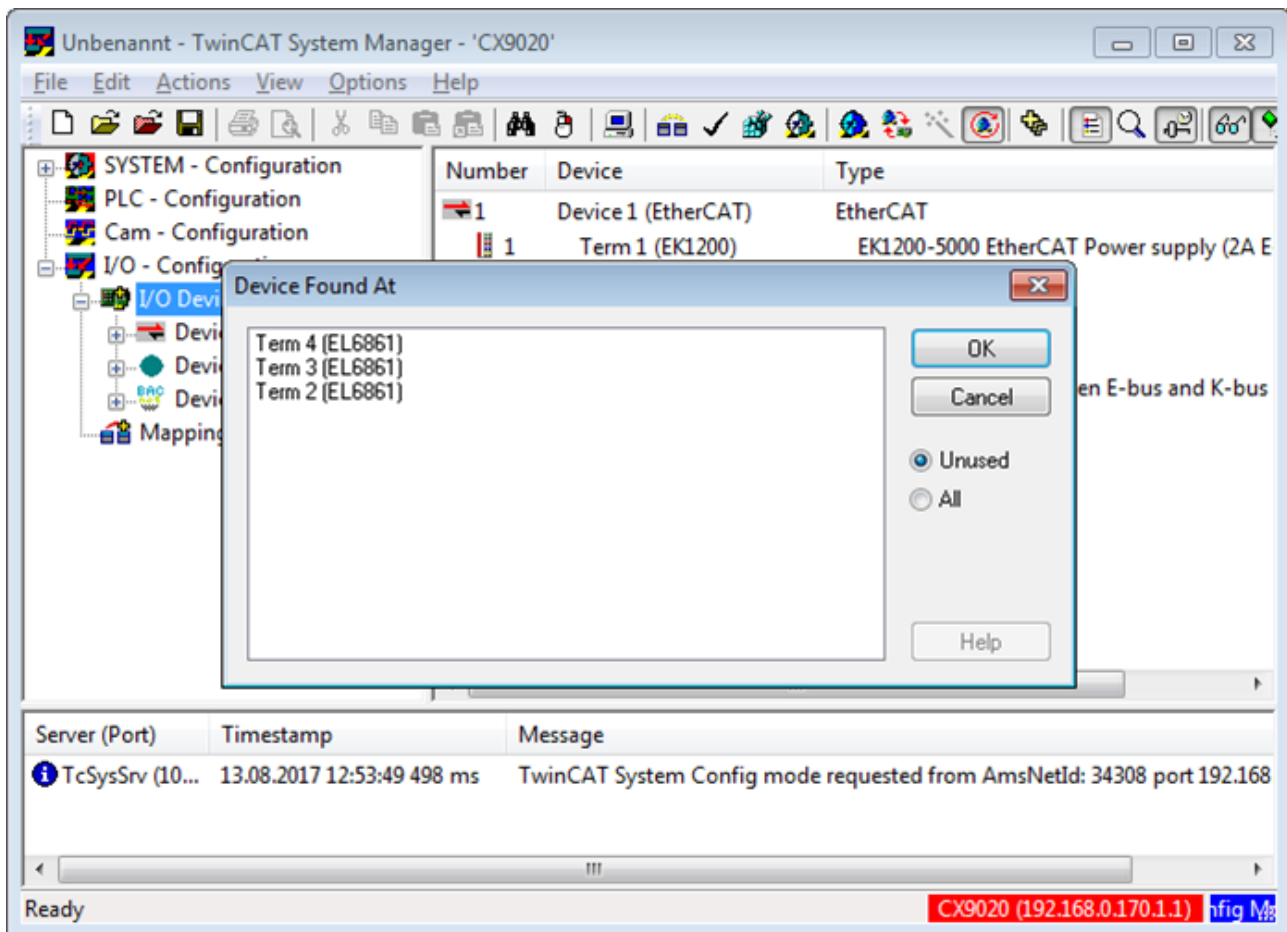 Unbenannt - TwinCAT System Manager - 'CX9020'
File Edit Actions View Options Help
SYSTEM - Configuration
PLC - Configuration
Cam - Configuration
I/O - Config
I/O Devi
Devi
Devi
BAC Devi
Mapping
Number Device Type
1 Device 1 (EtherCAT) EtherCAT
1 Term 1 (EK1200) EK1200-5000 EtherCAT Power supply (2A E
en E-bus and K-bus
Device Found At
Term 4 (EL6861)
Term 3 (EL6861)
Term 2 (EL6861)
OK
Cancel
Unused
All
Help
Server (Port) Timestamp Message
TcSysSrv (10... 13.08.2017 12:53:49 498 ms TwinCAT System Config mode requested from AmsNetId: 34308 port 192.168
Ready CX9020 (192.168.0.170.1.1) nfig